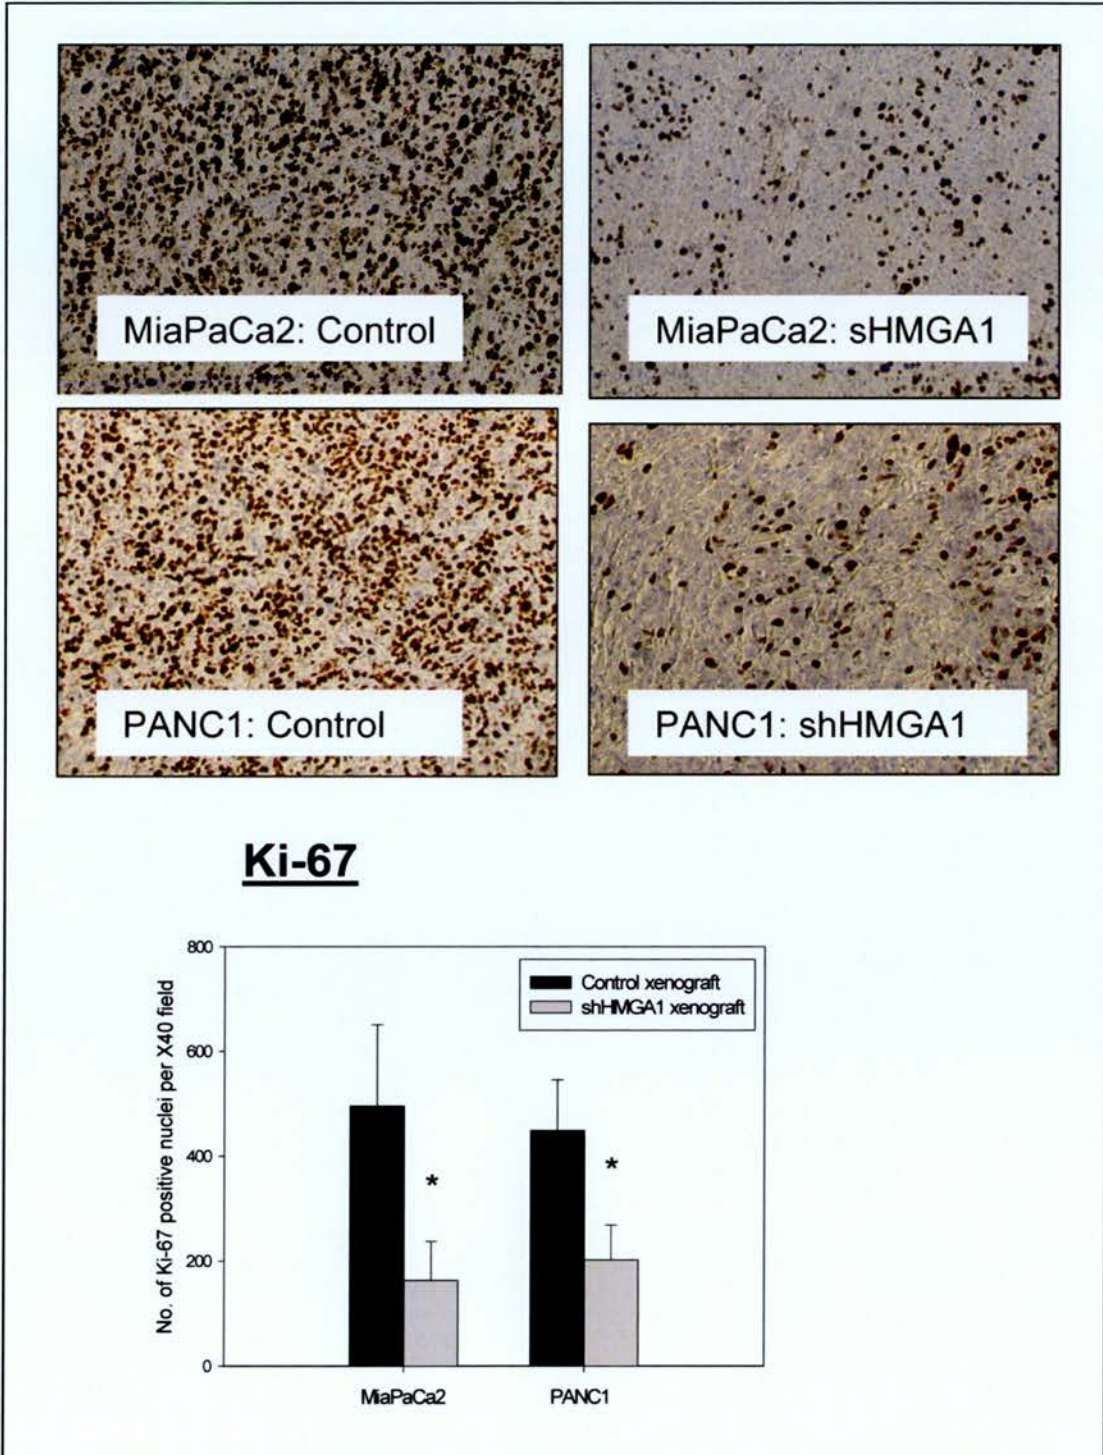 MiaPaCa2: Control
MiaPaCa2: sHMGA1
PANC1: Control
PANC1: shHMGA1
Ki-67
800
600
400
200
0
No. of Ki-67 positive nuclei per X40 field
Control xenograft
shHMGA1 xenograft
*
*
MiaPaCa2
PANC1